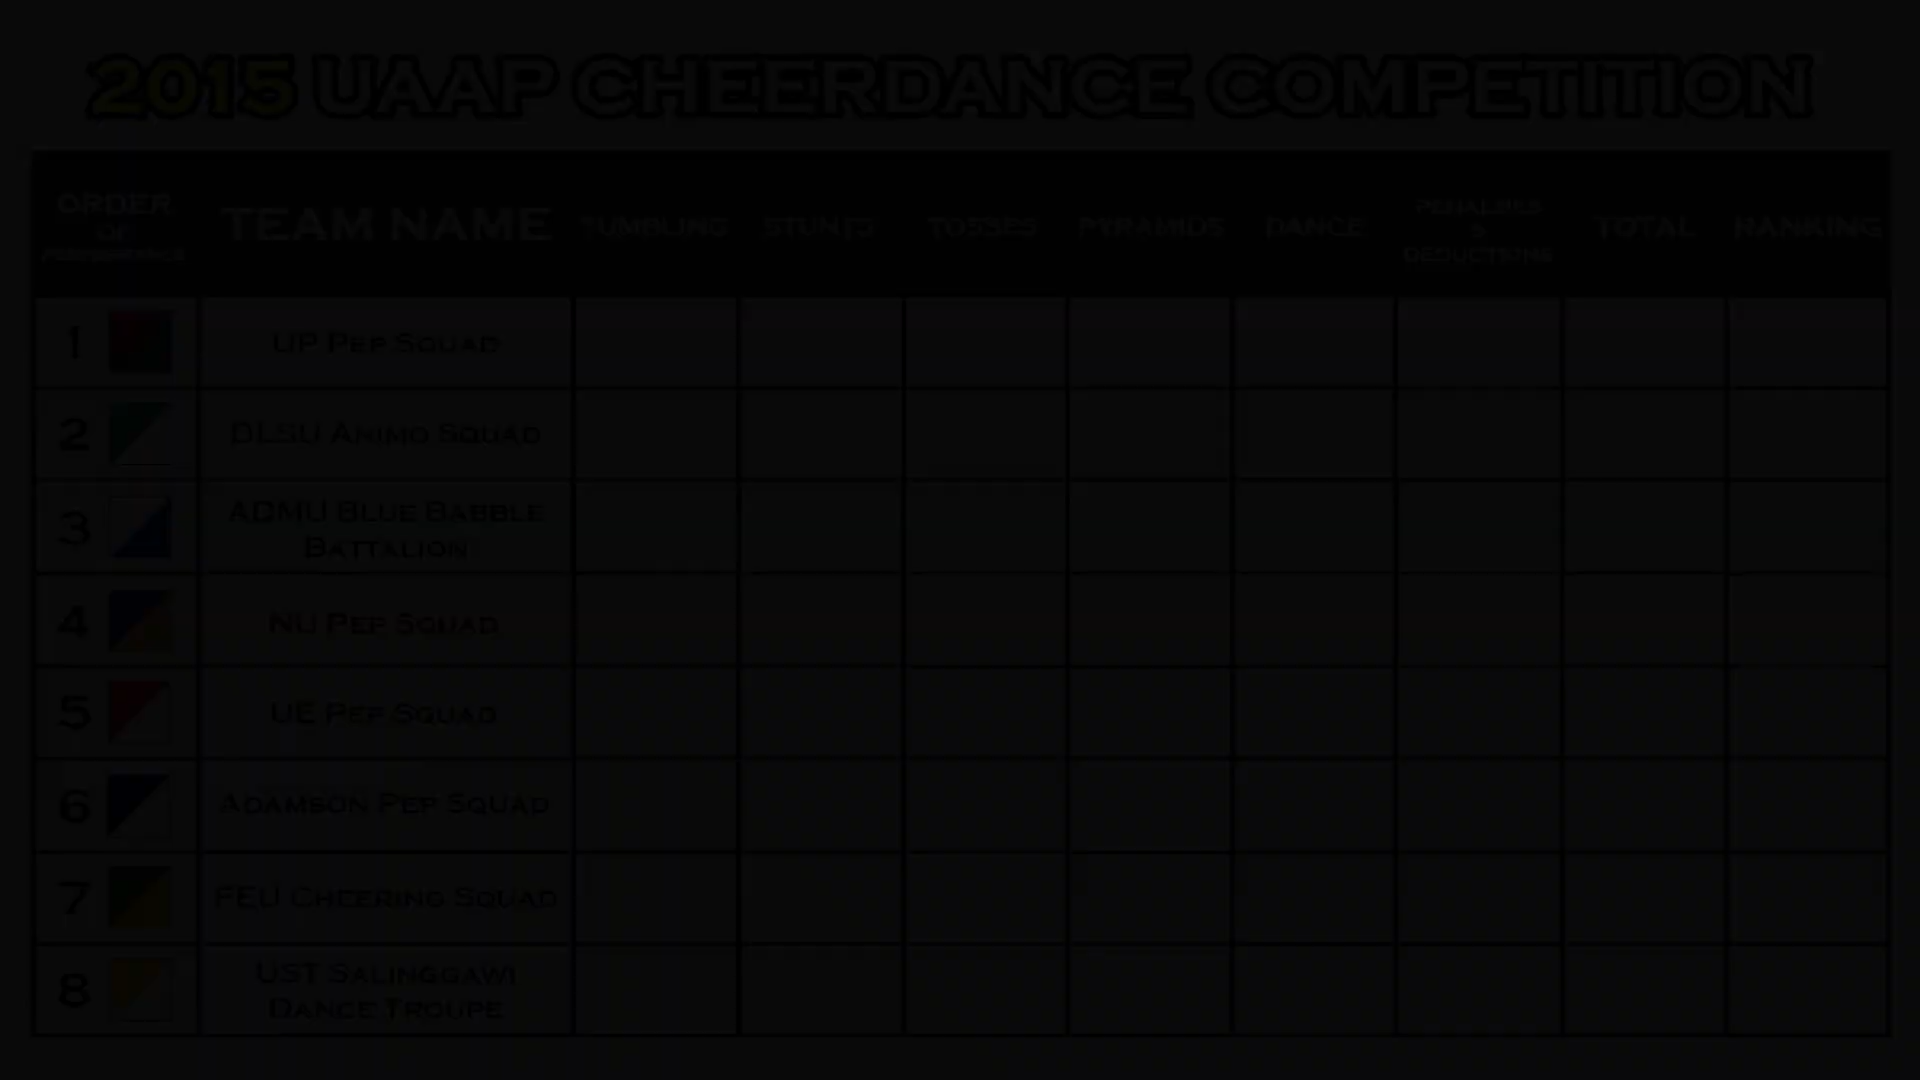 2015 UAAP CHEERDANCE COMPETITION
ORDER
OF
PERFORMANCE
TEAM NAME
TUMBLING
STUNTS
TOSSES
PYRAMIDS
DANCE
PENALTIES
&
DEDUCTIONS
TOTAL
RANKING
1
UP PEP SQUAD
2
DLSU ANIMO SQUAD
3
ADMU BLUE BABBLE
BATTALION
4
NU PEP SQUAD
5
UE PEP SQUAD
6
ADAMSON PEP SQUAD
7
FEU CHEERING SQUAD
8
UST SALINGGAWI
DANCE TROUPE